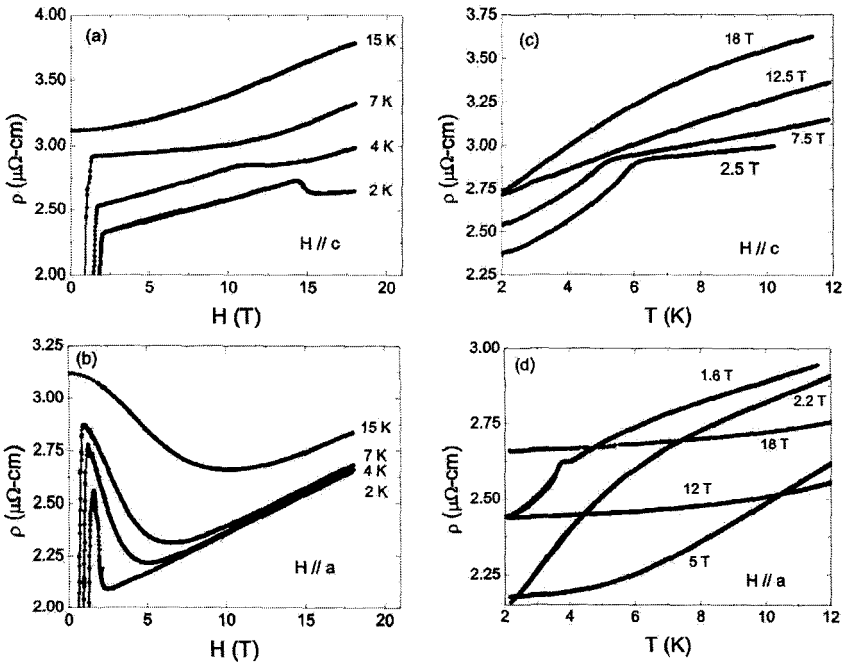 (a)
4.00
3.50
3.00
2.50
2.00
ρ (μΩ-cm)
15 K
7 K
4 K
2 K
H // c
0 5 10 15 20
H (T)
(c)
3.75
3.50
3.25
3.00
2.75
2.50
2.25
ρ (μΩ-cm)
18 T
12.5 T
7.5 T
2.5 T
H // c
2 4 6 8 10 12
T (K)
(b)
3.25
3.00
2.75
2.50
2.25
2.00
ρ (μΩ-cm)
15 K
7 K
4 K
2 K
H // a
0 5 10 15 20
H (T)
(d)
3.00
2.75
2.50
2.25
ρ (μΩ-cm)
1.6 T
2.2 T
18 T
12 T
5 T
H // a
2 4 6 8 10 12
T (K)